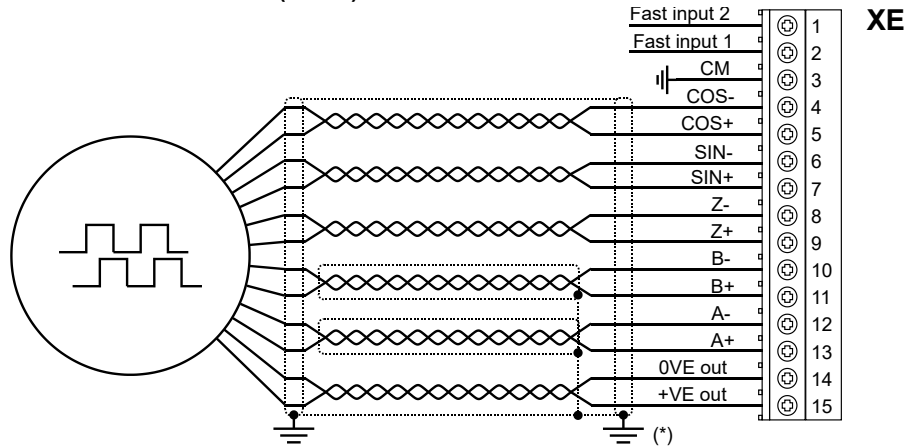 Fast input 2 1 XE
Fast input 1 2
CM 3
COS- 4
COS+ 5
SIN- 6
SIN+ 7
Z- 8
Z+ 9
B- 10
B+ 11
A- 12
A+ 13
0VE out 14
+VE out 15
(*)